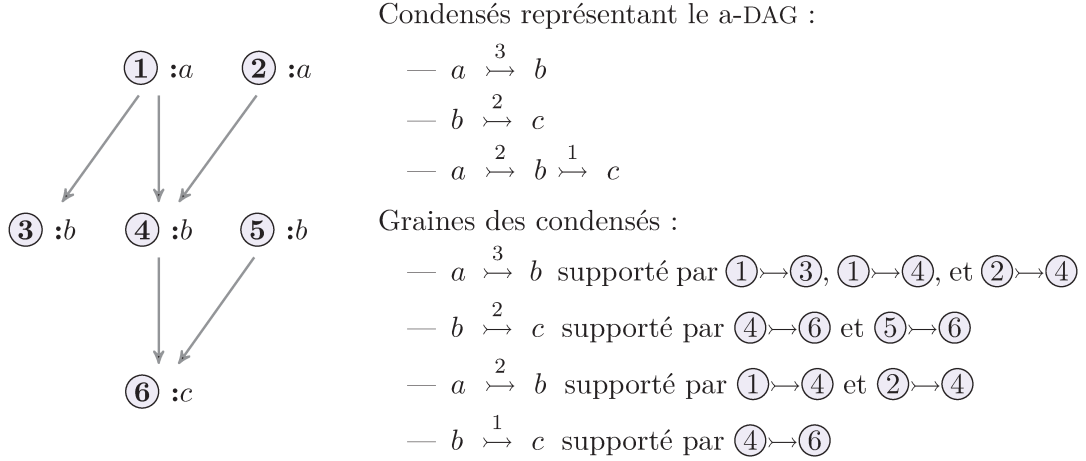 1 :a 2 :a
3 :b 4 :b 5 :b
6 :c
Condensés représentant le a-DAG :
— a 3 ↣ b
— b 2 ↣ c
— a 2 ↣ b 1 ↣ c
Graines des condensés :
— a 3 ↣ b supporté par 1↣3, 1↣4, et 2↣4
— b 2 ↣ c supporté par 4↣6 et 5↣6
— a 2 ↣ b supporté par 1↣4 et 2↣4
— b 1 ↣ c supporté par 4↣6